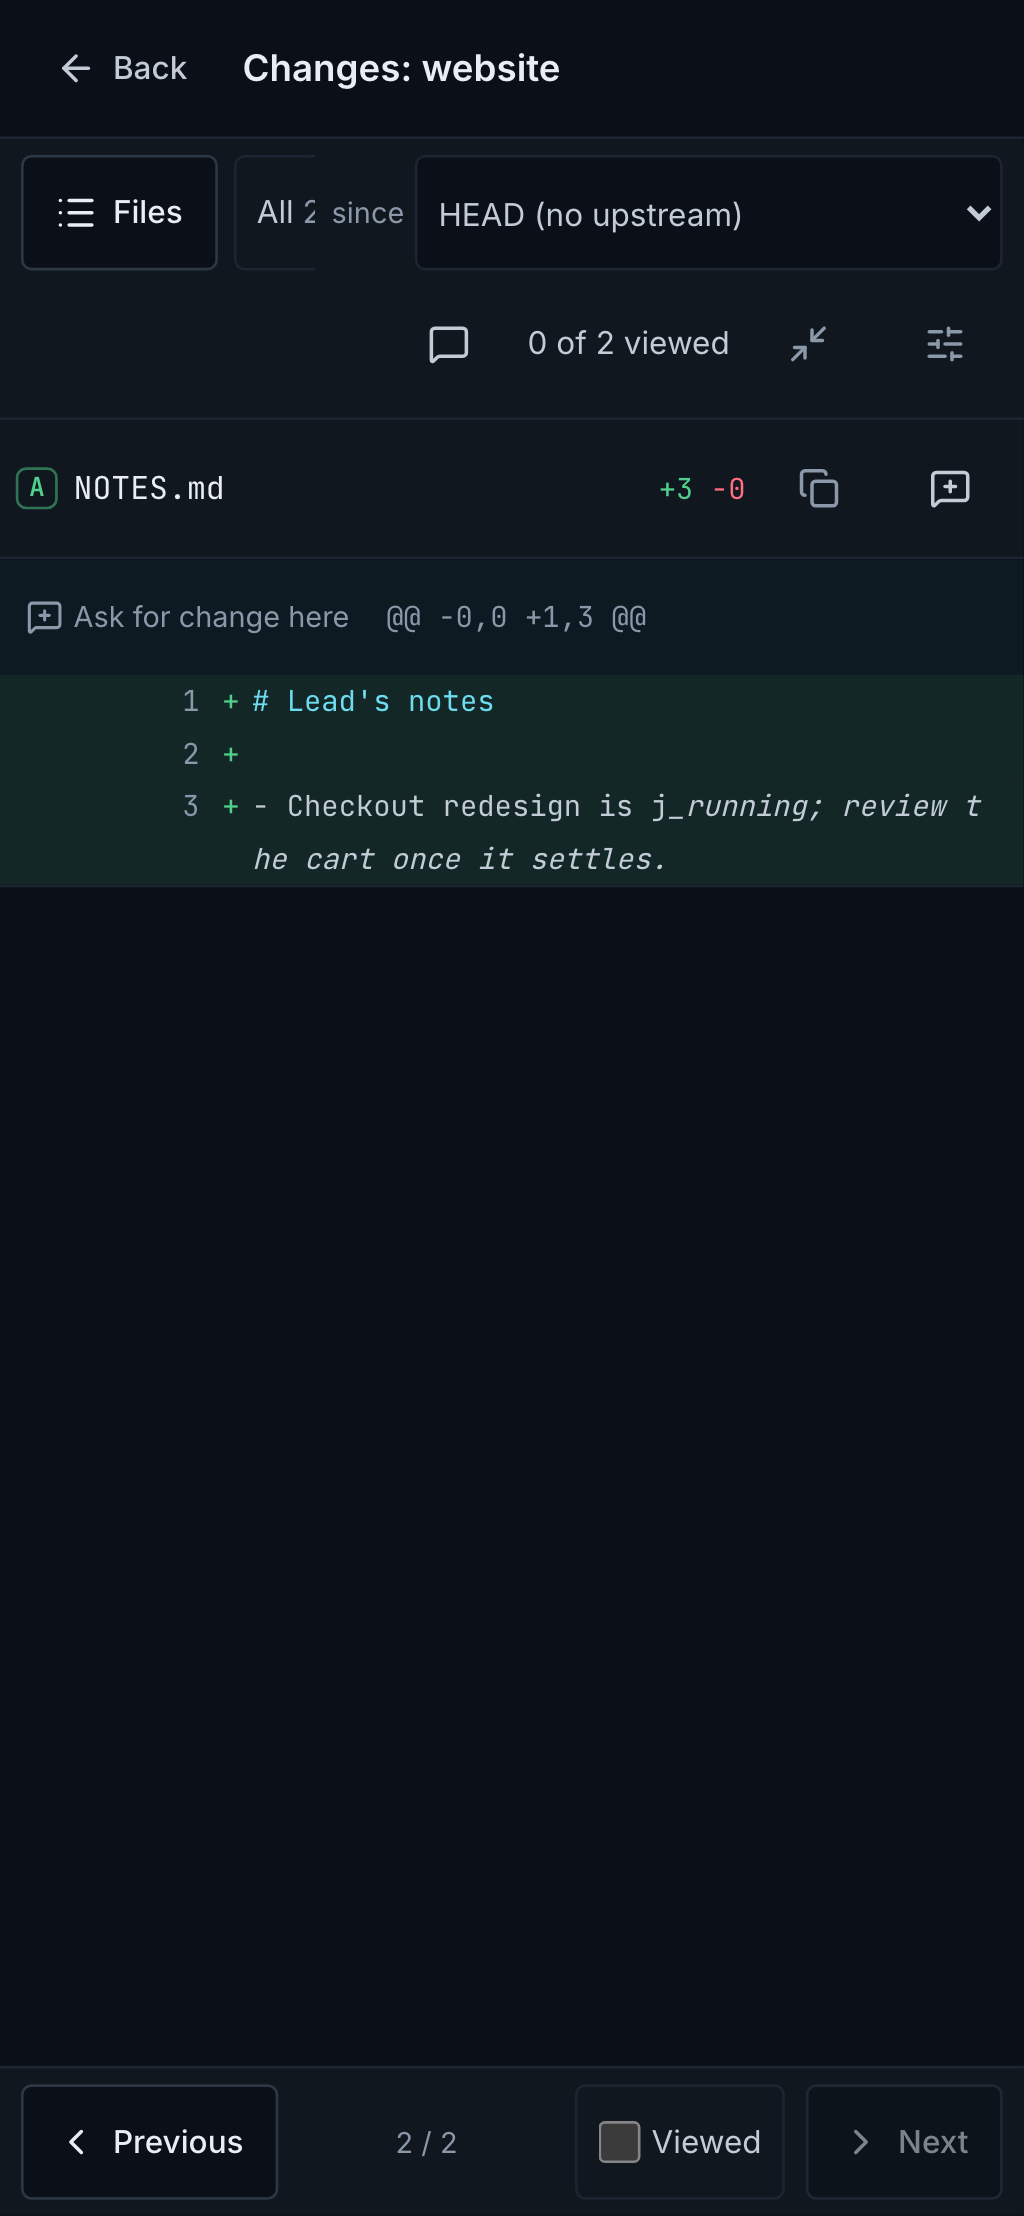 Back Changes: website
Files All 2 since HEAD (no upstream)
0 of 2 viewed
A NOTES.md +3 -0
Ask for change here @@ -0,0 +1,3 @@
1 + # Lead's notes
2 +
3 + - Checkout redesign is j_running; review t
he cart once it settles.
Previous 2 / 2 Viewed Next